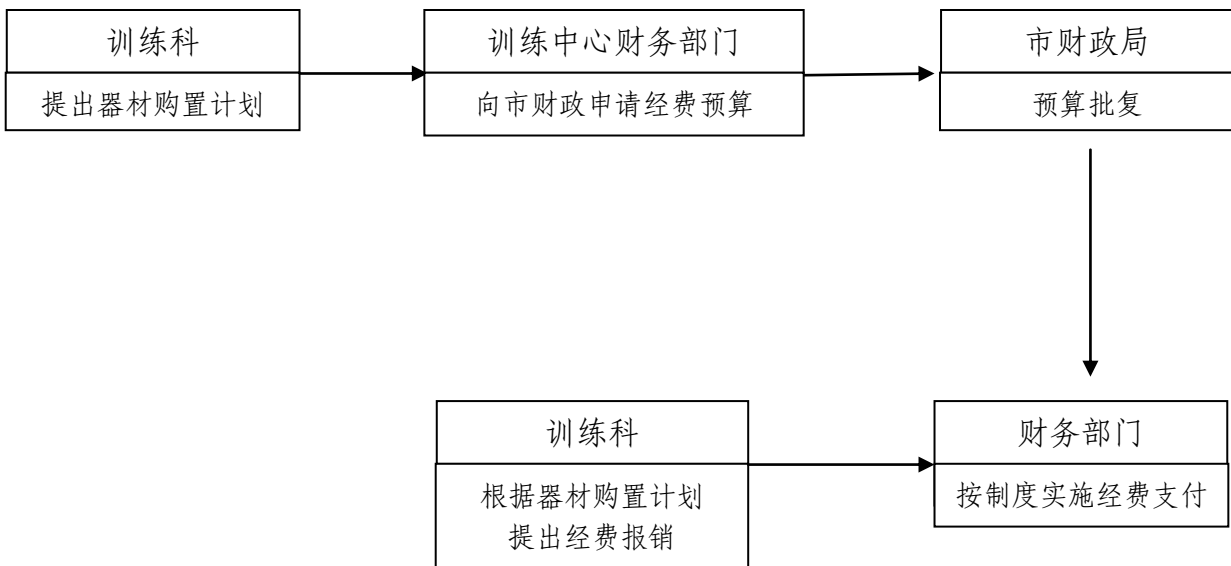 训练科
提出器材购置计划
训练中心财务部门
向市财政申请经费预算
市财政局
预算批复
训练科
根据器材购置计划
提出经费报销
财务部门
按制度实施经费支付